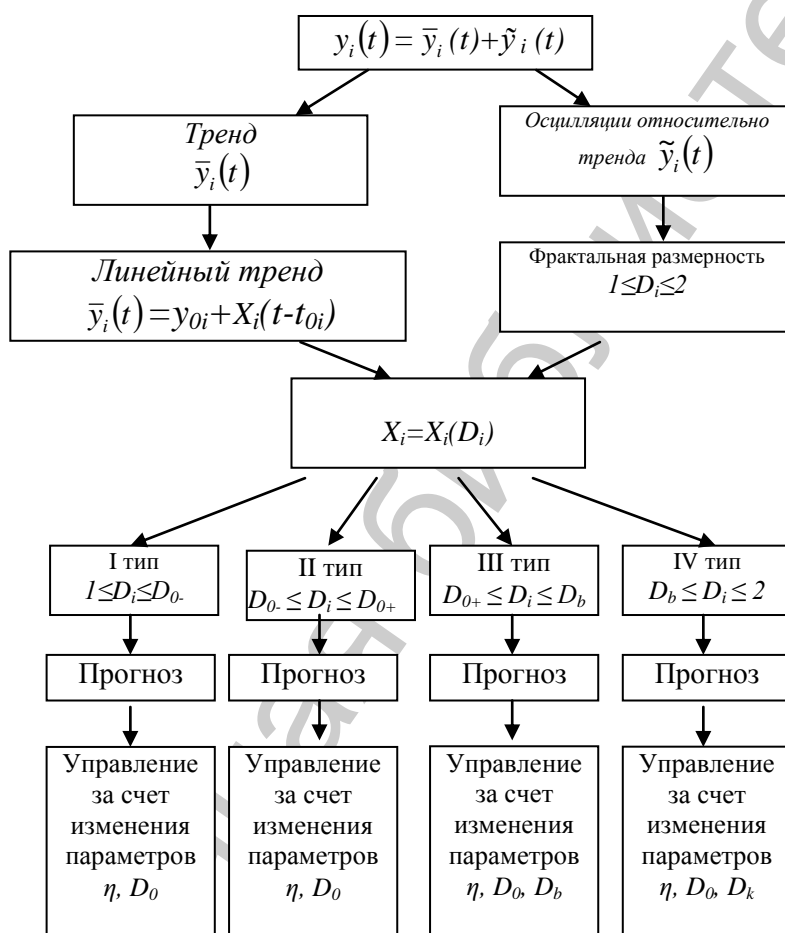 yᵢ(t) = ȳᵢ(t)+ỹᵢ(t)
Тренд
ȳᵢ(t)
Осцилляции относительно
тренда ỹᵢ(t)
Линейный тренд
ȳᵢ(t)=y₀ᵢ+Xᵢ(t-t₀ᵢ)
Фрактальная размерность
1≤Dᵢ≤2
Xᵢ=Xᵢ(Dᵢ)
I тип
1≤Dᵢ≤D₀₋
II тип
D₀₋ ≤ Dᵢ ≤ D₀₊
III тип
D₀₊ ≤ Dᵢ ≤ D_b
IV тип
D_b ≤ Dᵢ ≤ 2
Прогноз
Прогноз
Прогноз
Прогноз
Управление
за счет
изменения
параметров
η, D₀
Управление
за счет
изменения
параметров
η, D₀
Управление
за счет
изменения
параметров
η, D₀, D_b
Управление
за счет
изменения
параметров
η, D₀, D_k